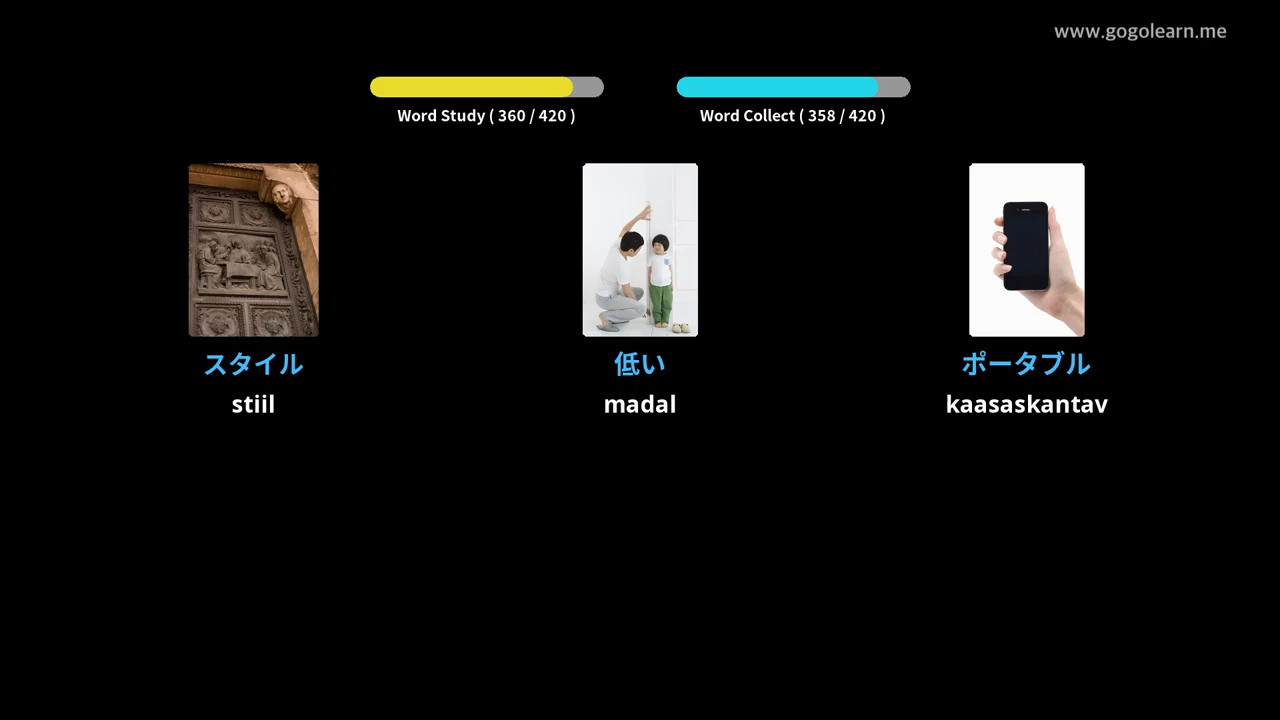 www.gogolearn.me
Word Study ( 360 / 420 )
Word Collect ( 358 / 420 )
スタイル
stiil
低い
madal
ポータブル
kaasaskantav